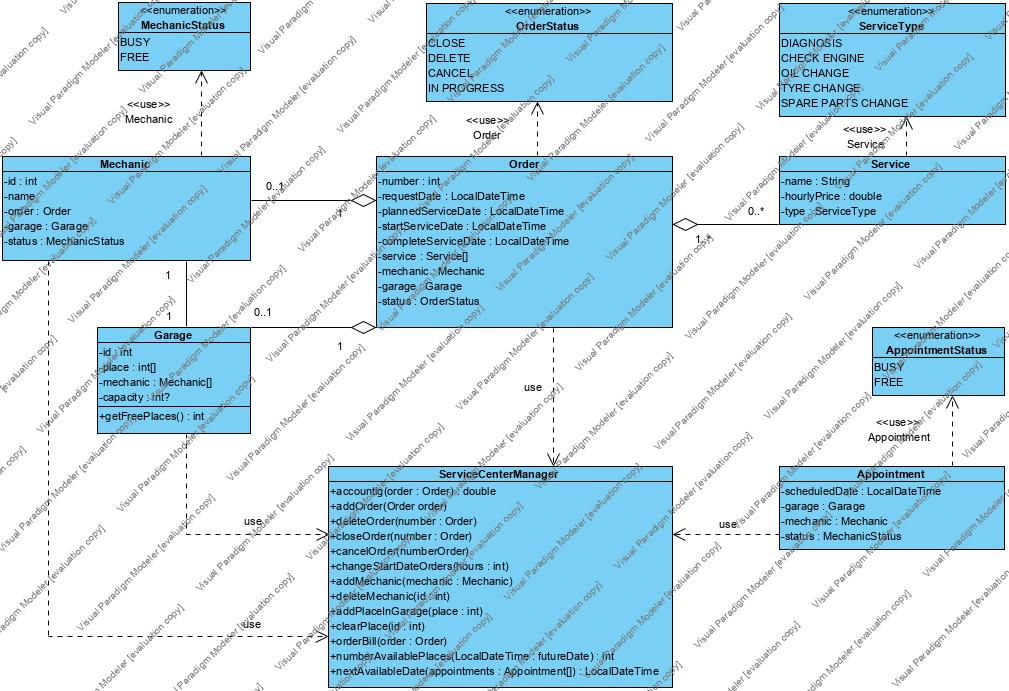 <<enumeration>>
MechanicStatus
BUSY
FREE
<<enumeration>>
OrderStatus
CLOSE
DELETE
CANCEL
IN PROGRESS
<<enumeration>>
ServiceType
DIAGNOSIS
CHECK ENGINE
OIL CHANGE
TYRE CHANGE
SPARE PARTS CHANGE
<<use>>
Mechanic
<<use>>
Order
<<use>>
Service
Mechanic
-id : int
-name
-order : Order
-garage : Garage
-status : MechanicStatus
0..1
1
Order
-number : int
-requestDate : LocalDateTime
-plannedServiceDate : LocalDateTime
-startServiceDate : LocalDateTime
-completeServiceDate : LocalDateTime
-service : Service[]
-mechanic : Mechanic
-garage : Garage
-status : OrderStatus
0..*
1..*
Service
-name : String
-hourlyPrice : double
-type : ServiceType
1
1
0..1
1
Garage
-id : int
-place : int[]
-mechanic : Mechanic[]
-capacity : int?
+getFreePlaces() : int
<<enumeration>>
AppointmentStatus
BUSY
FREE
<<use>>
Appointment
use
use
use
use
ServiceCenterManager
+accountig(order : Order) : double
+addOrder(Order order)
+deleteOrder(number : Order)
+closeOrder(number : Order)
+cancelOrder(numberOrder)
+changeStartDateOrders(hours : int)
+addMechanic(mechanic : Mechanic)
+deleteMechanic(id : int)
+addPlaceInGarage(place : int)
+clearPlace(id : int)
+orderBill(order : Order)
+numberAvailablePlaces(LocalDateTime : futureDate) : int
+nextAvailableDate(appointments : Appointment[]) : LocalDateTime
Appointment
-scheduledDate : LocalDateTime
-garage : Garage
-mechanic : Mechanic
-status : MechanicStatus
Visual Paradigm Modeler [evaluation copy]